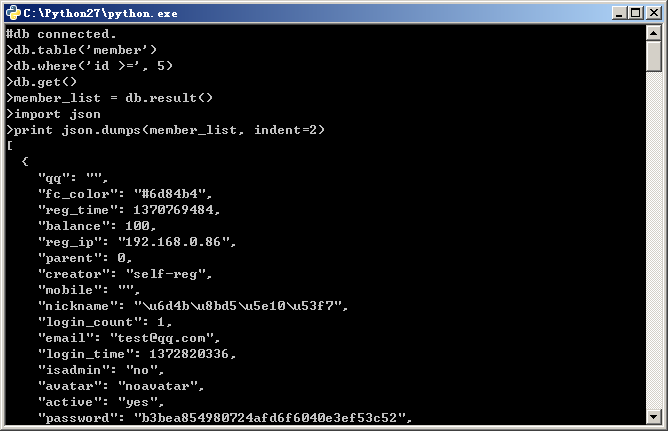 C:\Python27\python.exe
#db connected.
>db.table('member')
>db.where('id >=', 5)
>db.get()
>member_list = db.result()
>import json
>print json.dumps(member_list, indent=2)
[
  {
    "qq": "",
    "fc_color": "#6d84b4",
    "reg_time": 1370769484,
    "balance": 100,
    "reg_ip": "192.168.0.86",
    "parent": 0,
    "creator": "self-reg",
    "mobile": "",
    "nickname": "\u6d4b\u8bd5\u5e10\u53f7",
    "login_count": 1,
    "email": "test@qq.com",
    "login_time": 1372820336,
    "isadmin": "no",
    "avatar": "noavatar",
    "active": "yes",
    "password": "b3bea854980724afd6f6040e3ef53c52",